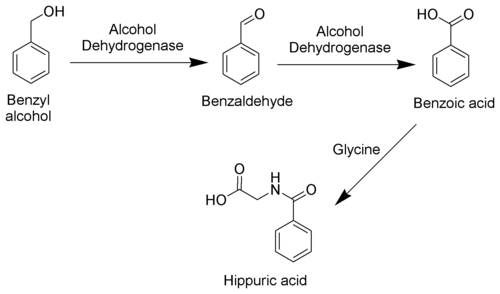 OH
Benzyl
alcohol
Alcohol
Dehydrogenase
O
Benzaldehyde
Alcohol
Dehydrogenase
HO
O
Benzoic acid
Glycine
O
HO
H
N
O
Hippuric acid